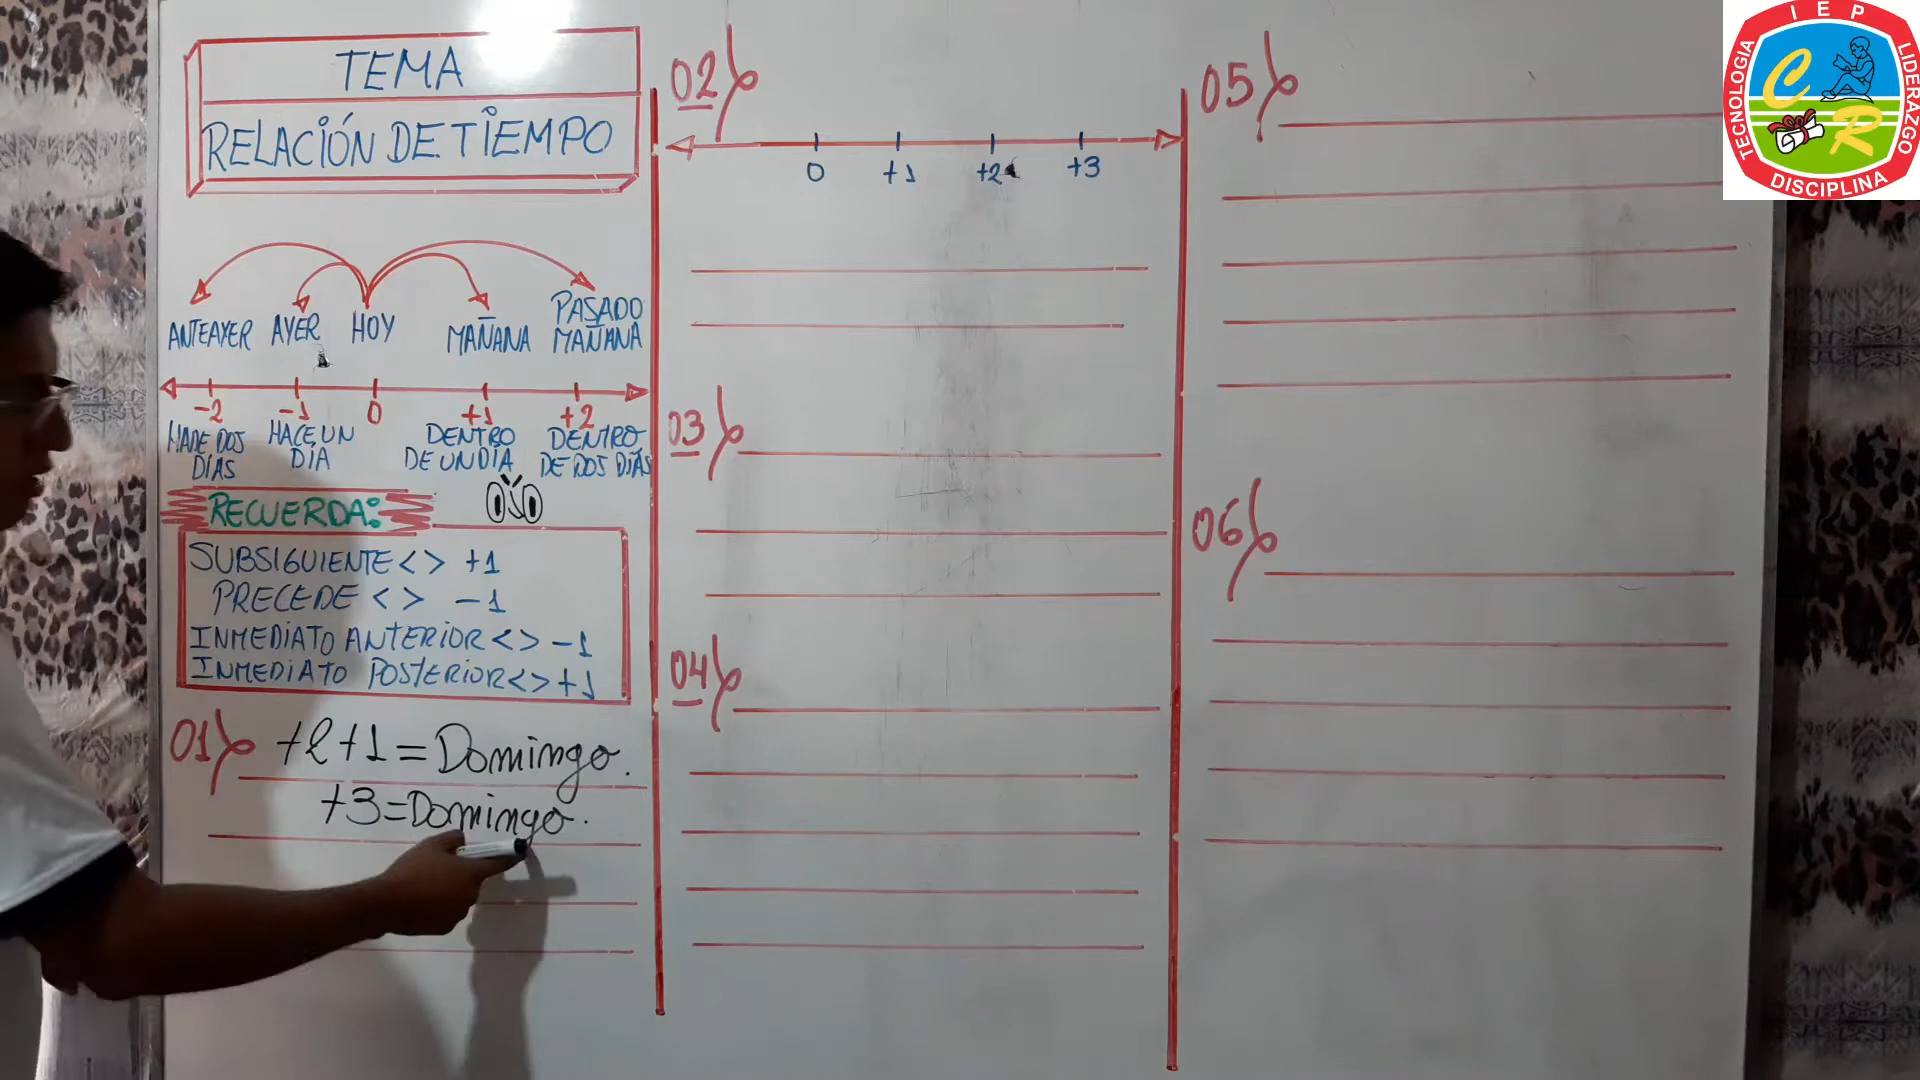 TEMA
RELACIÓN DE TIEMPO
ANTEAYER AYER HOY MAÑANA PASADO MAÑANA
-2 -1 0 +1 +2
HACE DOS DÍAS
HACE UN DÍA
DENTRO DE UN DÍA
DENTRO DE DOS DÍAS
RECUERDA:
SUBSIGUIENTE < > +1
PRECEDE < > -1
INMEDIATO ANTERIOR < > -1
INMEDIATO POSTERIOR < > +1
01) +2+1 = Domingo.
+3 = Domingo.
02)
0 +1 +2 +3
03)
04)
05)
06)
IEP
TECNOLOGIA
LIDERAZGO
DISCIPLINA
CR